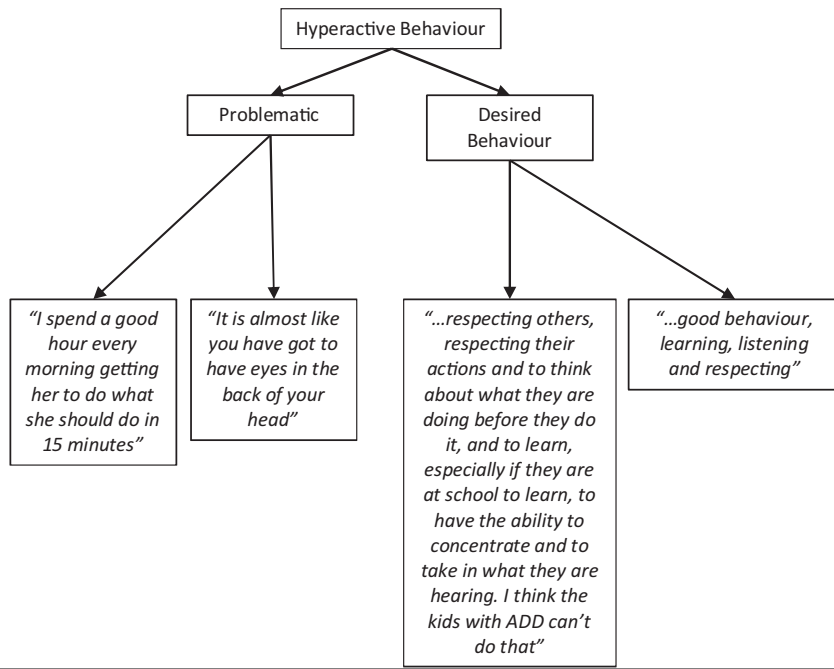 Hyperactive Behaviour
Problematic
Desired
Behaviour
“I spend a good
hour every
morning getting
her to do what
she should do in
15 minutes”
“It is almost like
you have got to
have eyes in the
back of your
head”
“...respecting others,
respecting their
actions and to think
about what they are
doing before they do
it, and to learn,
especially if they are
at school to learn, to
have the ability to
concentrate and to
take in what they are
hearing. I think the
kids with ADD can’t
do that”
“...good behaviour,
learning, listening
and respecting”